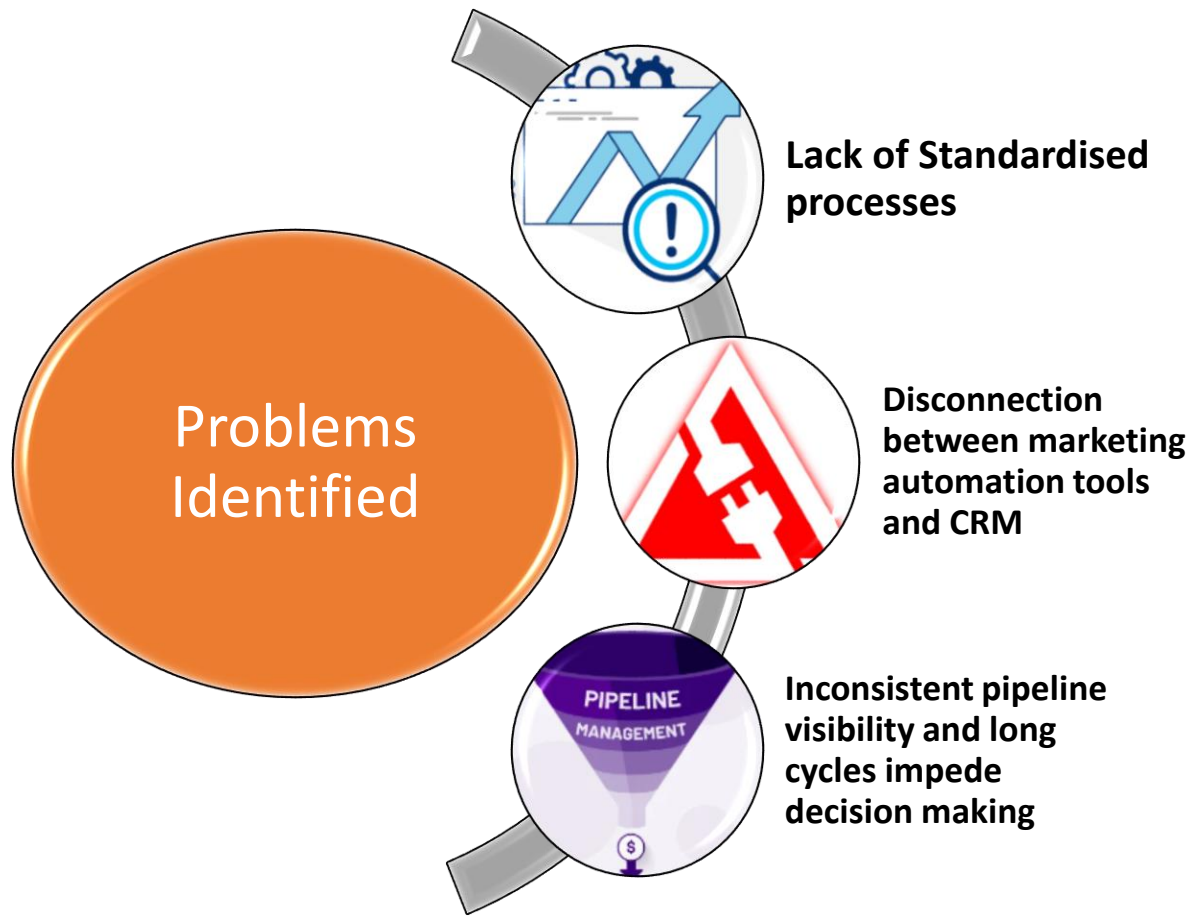 Problems
Identified
Lack of Standardised
processes
!
Disconnection
between marketing
automation tools
and CRM
PIPELINE
MANAGEMENT
$
Inconsistent pipeline
visibility and long
cycles impede
decision making